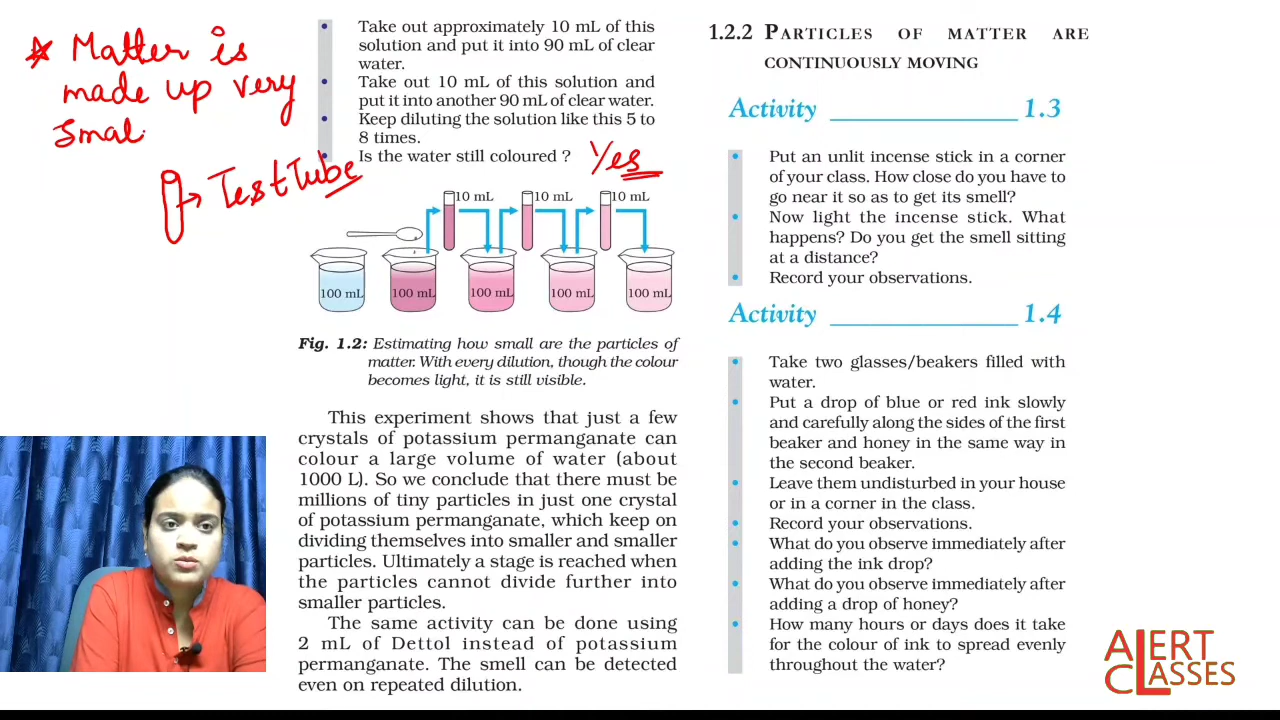 ★ Matter is
made up very
Smal
→ Test Tube
Yes
• Take out approximately 10 mL of this
solution and put it into 90 mL of clear
water.
• Take out 10 mL of this solution and
put it into another 90 mL of clear water.
• Keep diluting the solution like this 5 to
8 times.
• Is the water still coloured ?
10 mL 10 mL 10 mL
100 mL 100 mL 100 mL 100 mL 100 mL
Fig. 1.2: Estimating how small are the particles of
matter. With every dilution, though the colour
becomes light, it is still visible.
This experiment shows that just a few
crystals of potassium permanganate can
colour a large volume of water (about
1000 L). So we conclude that there must be
millions of tiny particles in just one crystal
of potassium permanganate, which keep on
dividing themselves into smaller and smaller
particles. Ultimately a stage is reached when
the particles cannot divide further into
smaller particles.
The same activity can be done using
2 mL of Dettol instead of potassium
permanganate. The smell can be detected
even on repeated dilution.
1.2.2 PARTICLES OF MATTER ARE
CONTINUOUSLY MOVING
Activity ______________ 1.3
• Put an unlit incense stick in a corner
of your class. How close do you have to
go near it so as to get its smell?
• Now light the incense stick. What
happens? Do you get the smell sitting
at a distance?
• Record your observations.
Activity ______________ 1.4
• Take two glasses/beakers filled with
water.
• Put a drop of blue or red ink slowly
and carefully along the sides of the first
beaker and honey in the same way in
the second beaker.
• Leave them undisturbed in your house
or in a corner in the class.
• Record your observations.
• What do you observe immediately after
adding the ink drop?
• What do you observe immediately after
adding a drop of honey?
• How many hours or days does it take
for the colour of ink to spread evenly
throughout the water?
ALERT
CLASSES